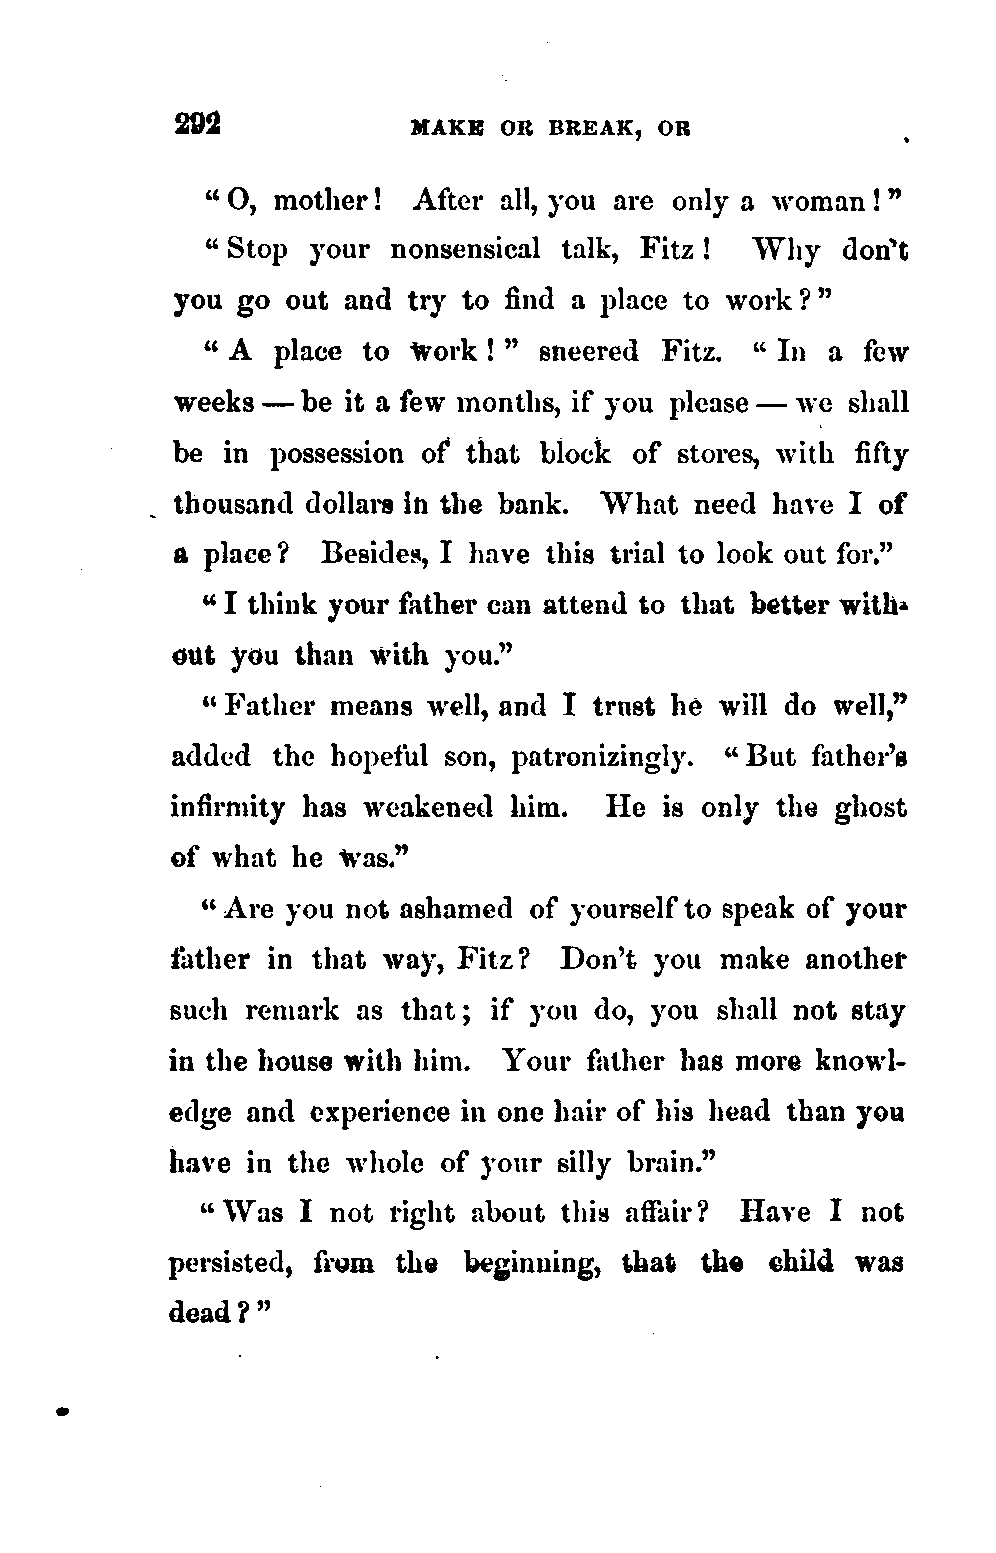 292 MAKE OR BREAK, OR
“O, mother! After all, you are only a woman!”
“Stop your nonsensical talk, Fitz! Why don’t
you go out and try to find a place to work?”
“A place to work!” sneered Fitz. “In a few
weeks — be it a few months, if you please — we shall
be in possession of that block of stores, with fifty
thousand dollars in the bank. What need have I of
a place? Besides, I have this trial to look out for.”
“I think your father can attend to that better with-
out you than with you.”
“Father means well, and I trust he will do well,”
added the hopeful son, patronizingly. “But father’s
infirmity has weakened him. He is only the ghost
of what he was.”
“Are you not ashamed of yourself to speak of your
father in that way, Fitz? Don’t you make another
such remark as that; if you do, you shall not stay
in the house with him. Your father has more knowl-
edge and experience in one hair of his head than you
have in the whole of your silly brain.”
“Was I not right about this affair? Have I not
persisted, from the beginning, that the child was
dead?”